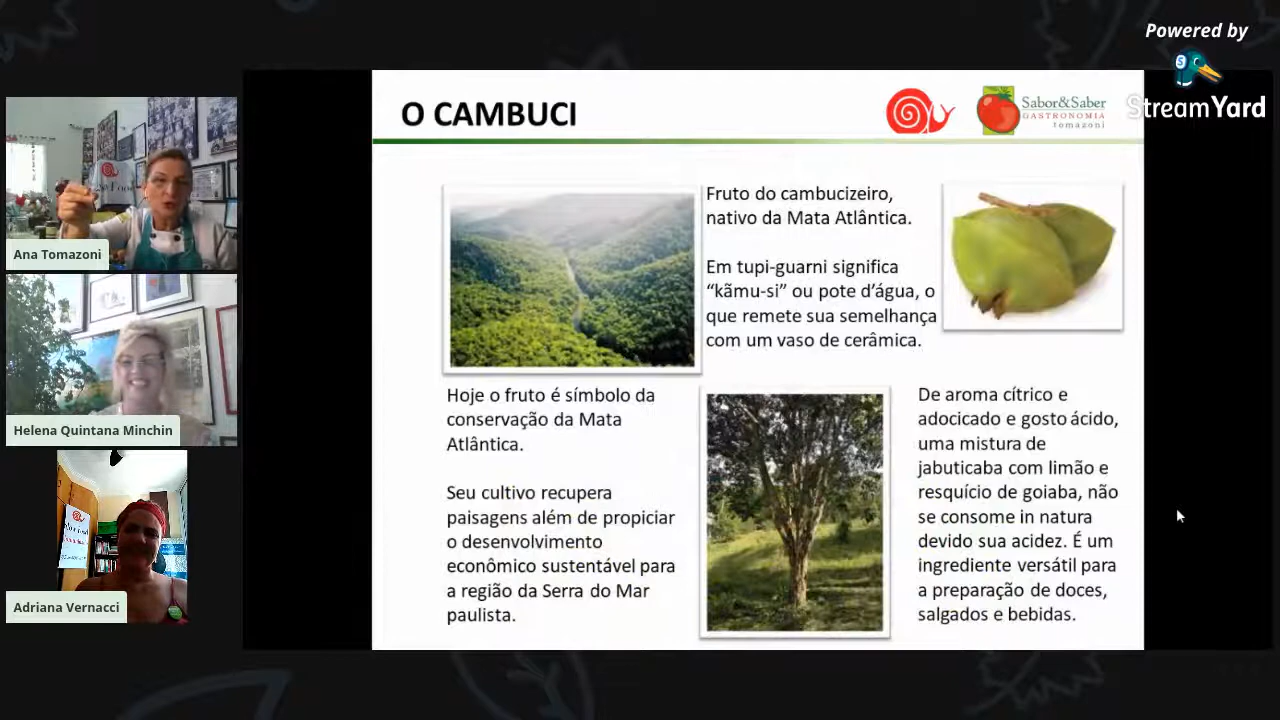 Powered by
StreamYard
O CAMBUCI
Sabor&Saber
GASTRONOMIA
tomazoni
Fruto do cambucizeiro,
nativo da Mata Atlântica.
Em tupi-guarni significa
“kãmu-si” ou pote d’água, o
que remete sua semelhança
com um vaso de cerâmica.
Hoje o fruto é símbolo da
conservação da Mata
Atlântica.
Seu cultivo recupera
paisagens além de propiciar
o desenvolvimento
econômico sustentável para
a região da Serra do Mar
paulista.
De aroma cítrico e
adocicado e gosto ácido,
uma mistura de
jabuticaba com limão e
resquício de goiaba, não
se consome in natura
devido sua acidez. É um
ingrediente versátil para
a preparação de doces,
salgados e bebidas.
Ana Tomazoni
Helena Quintana Minchin
Adriana Vernacci